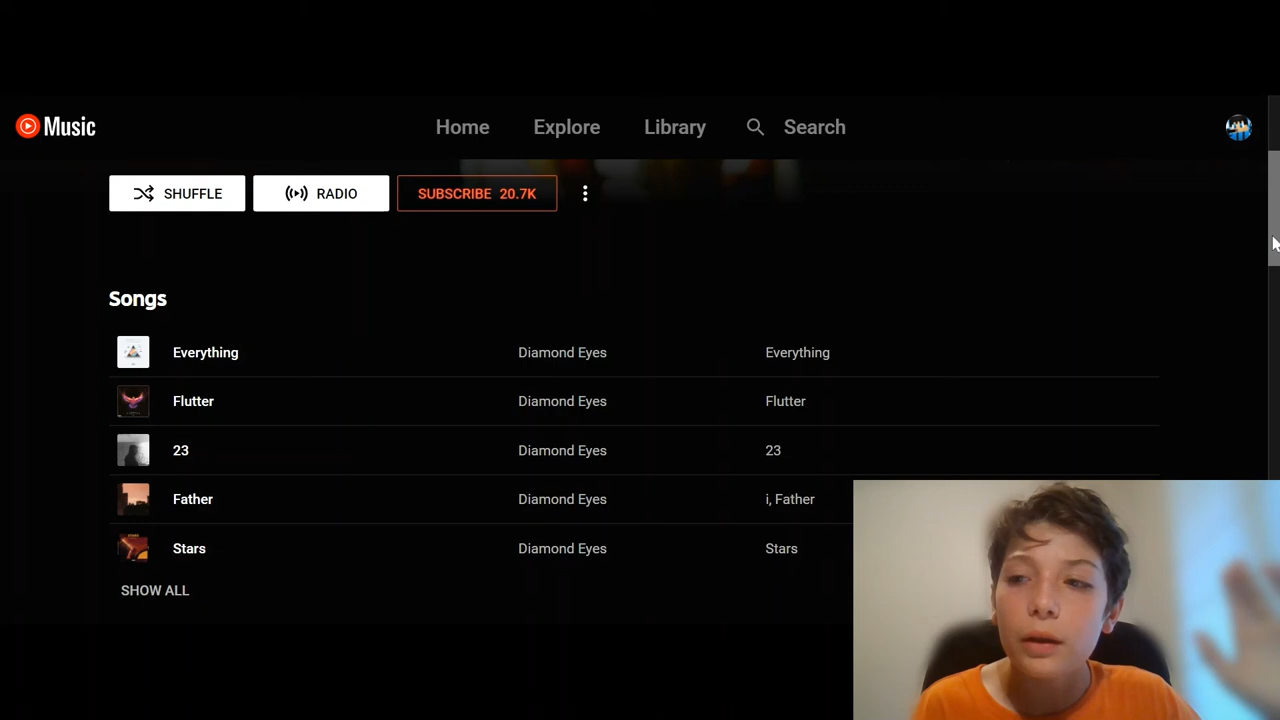 Music Home Explore Library Search
SHUFFLE RADIO SUBSCRIBE 20.7K
Songs
Everything Diamond Eyes Everything
Flutter Diamond Eyes Flutter
23 Diamond Eyes 23
Father Diamond Eyes i, Father
Stars Diamond Eyes Stars
SHOW ALL